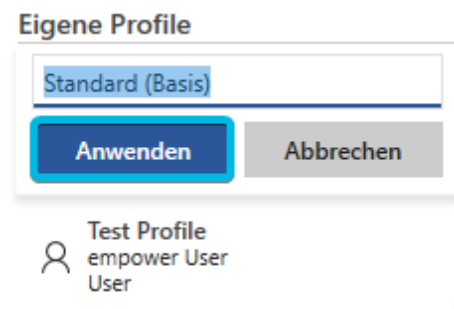 Eigene Profile
Standard (Basis)
Anwenden Abbrechen
Test Profile
empower User
User